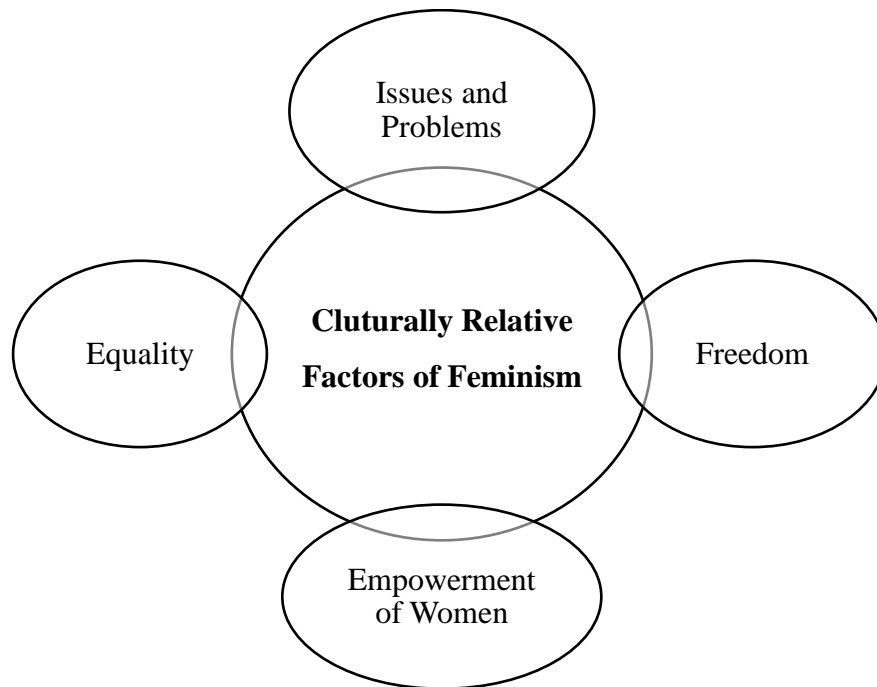 Issues and
Problems
Cluturally Relative
Factors of Feminism
Equality
Freedom
Empowerment
of Women